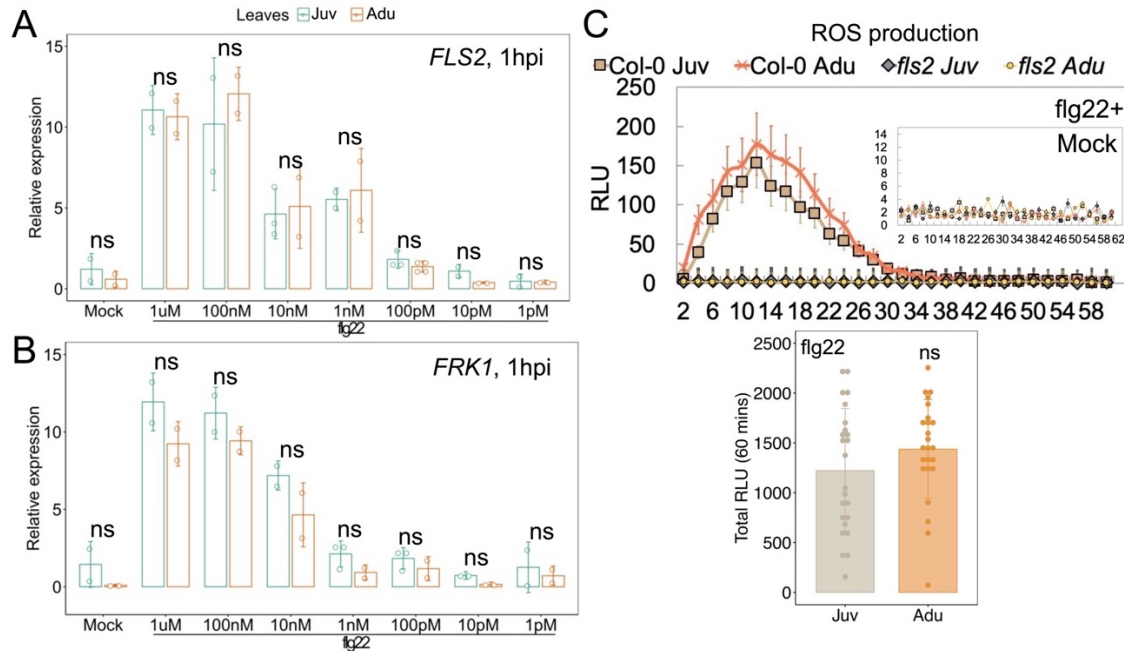 A
Leaves Juv Adu
FLS2, 1hpi
Relative expression
15
10
5
0
ns ns ns ns ns ns ns ns
Mock 1uM 100nM 10nM 1nM 100pM 10pM 1pM
flg22
B
FRK1, 1hpi
Relative expression
15
10
5
0
ns ns ns ns ns ns ns ns
Mock 1uM 100nM 10nM 1nM 100pM 10pM 1pM
flg22
C
ROS production
Col-0 Juv Col-0 Adu fls2 Juv fls2 Adu
flg22+
RLU
250
200
150
100
50
0
2 6 10 14 18 22 26 30 34 38 42 46 50 54 58
Mock
14
12
10
8
6
4
2
0
2 6 10 14 18 22 26 30 34 38 42 46 50 54 58 62
flg22
ns
Total RLU (60 mins)
2500
2000
1500
1000
500
0
Juv Adu